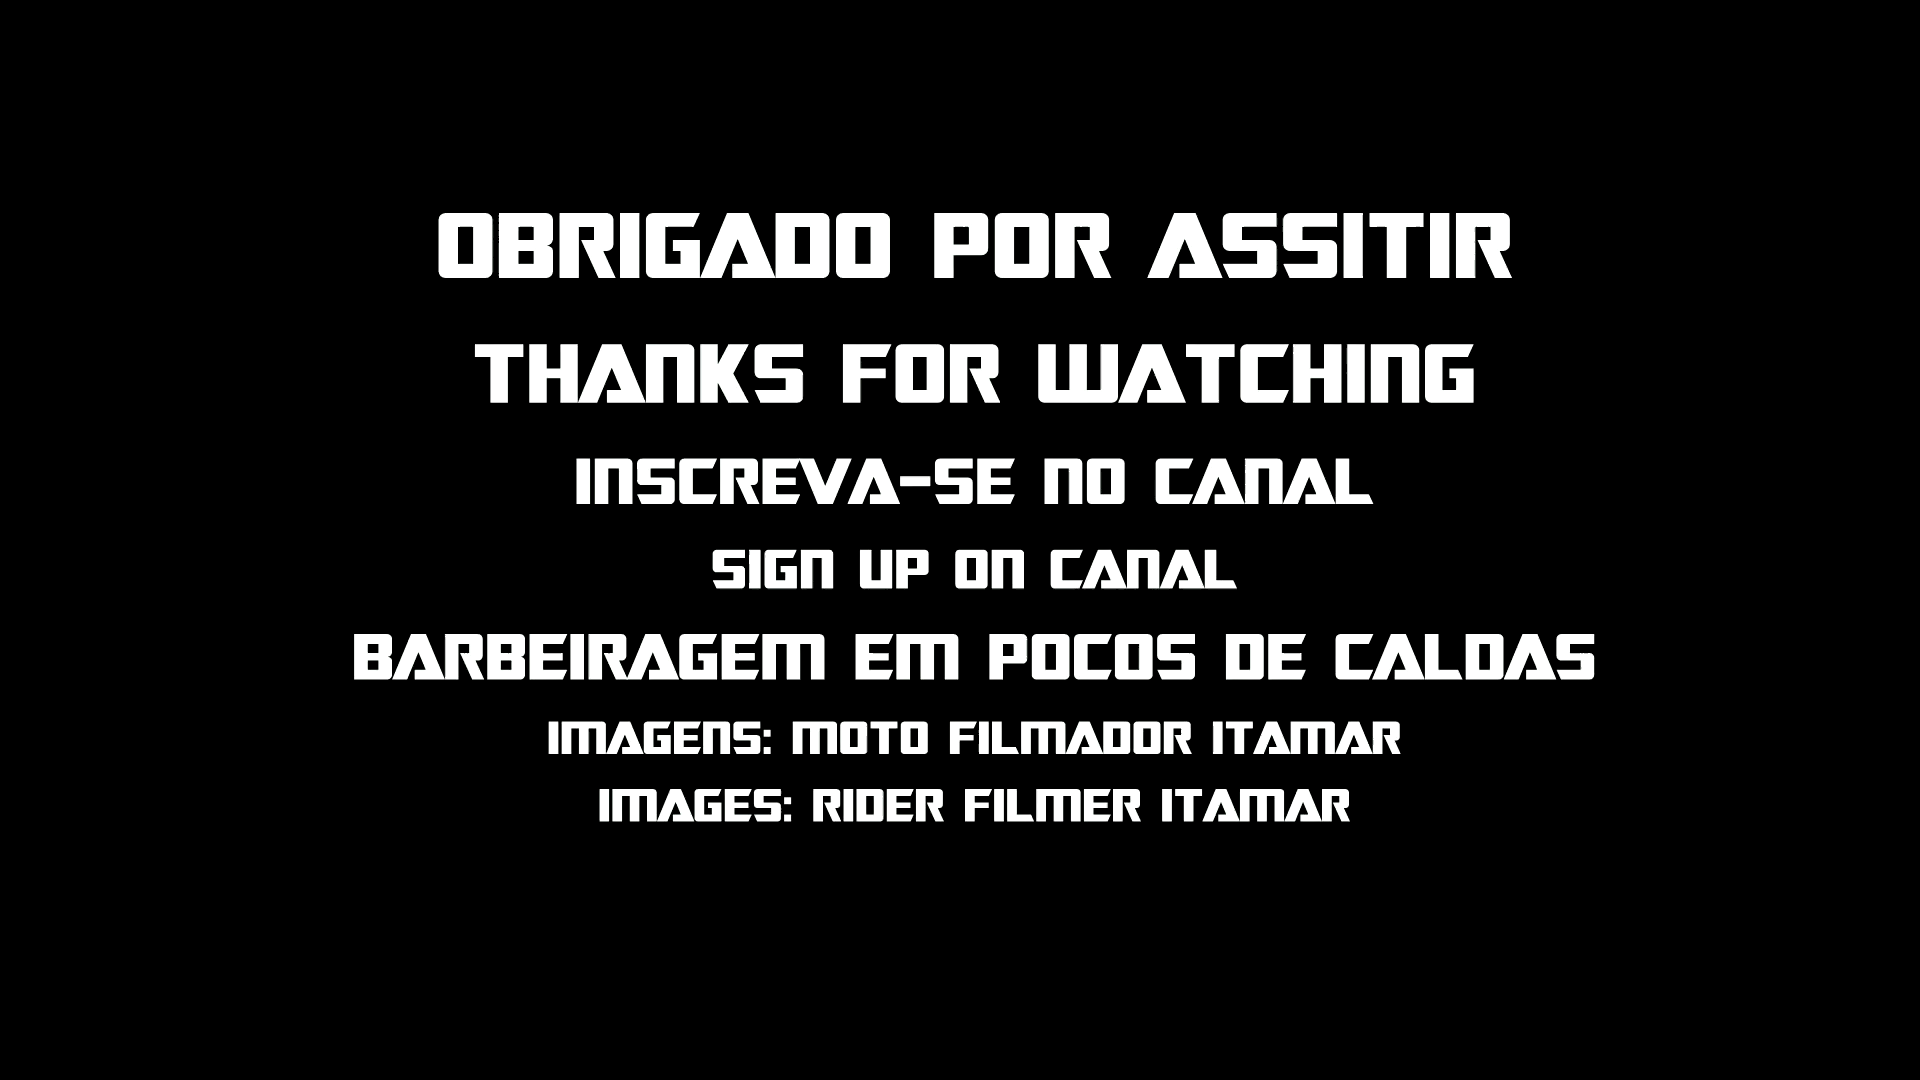 OBRIGADO POR ASSITIR
THANKS FOR WATCHING
INSCREVA-SE NO CANAL
SIGN UP ON CANAL
BARBEIRAGEM EM POCOS DE CALDAS
IMAGENS: MOTO FILMADOR ITAMAR
IMAGES: RIDER FILMER ITAMAR